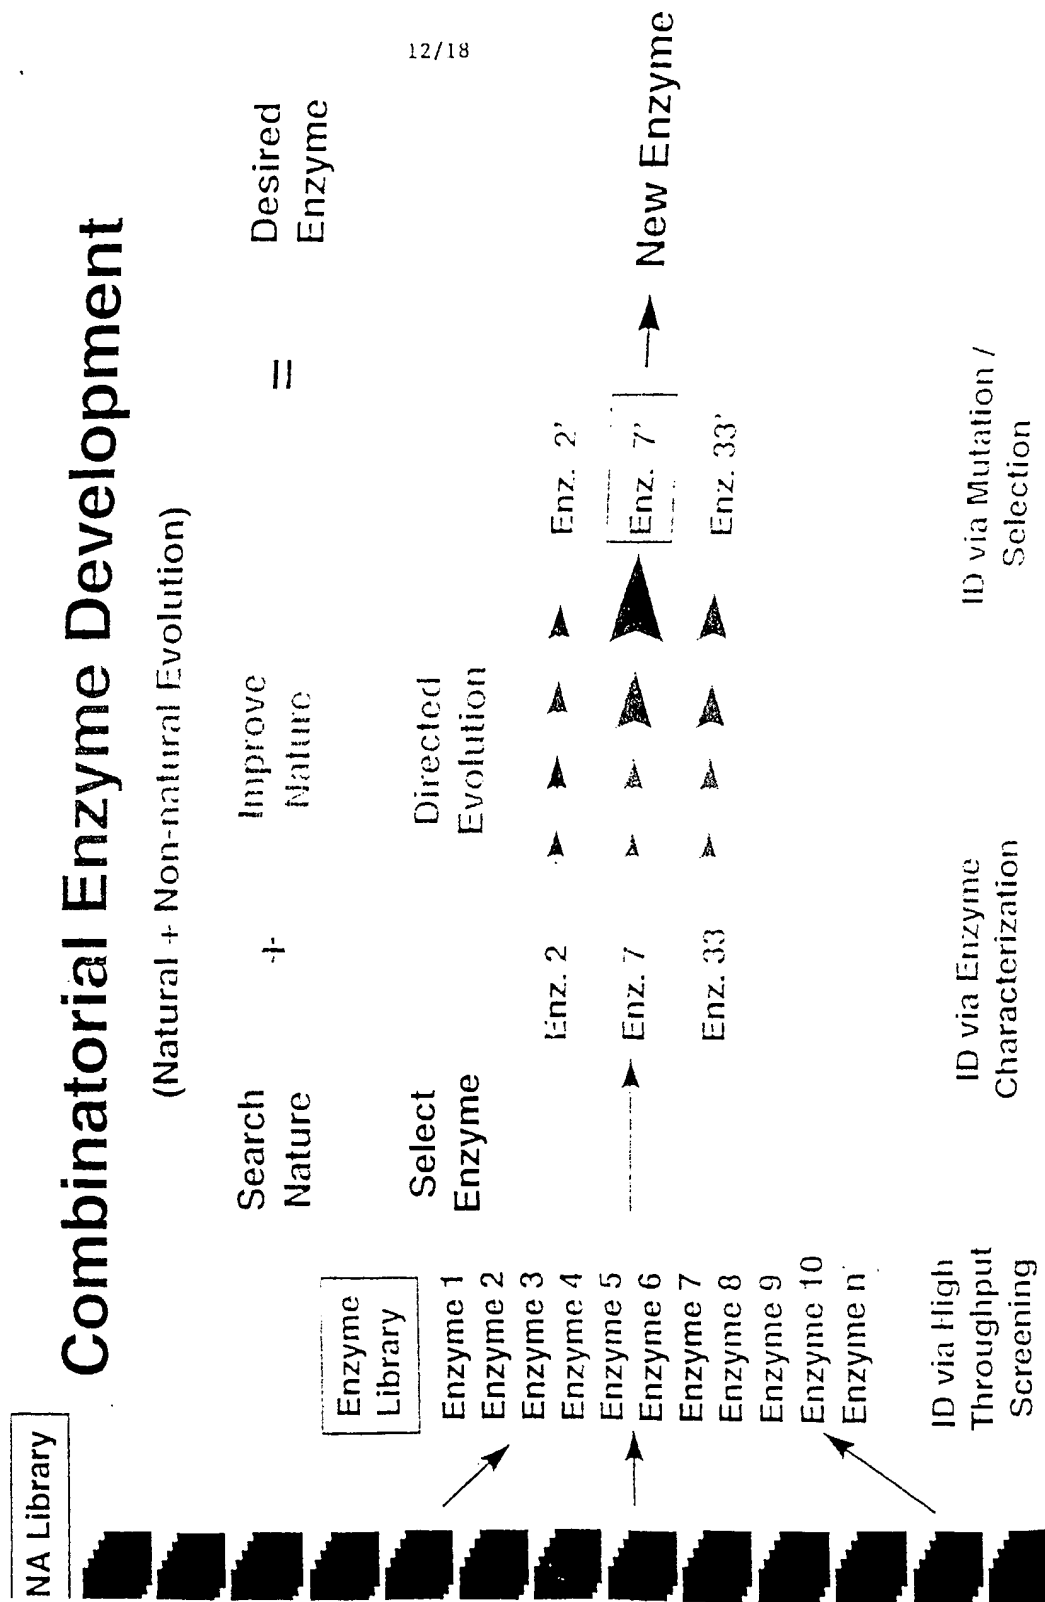 12/18
NA Library
Combinatorial Enzyme Development
(Natural + Non-natural Evolution)
Search
Nature
+
Improve
Nature
=
Desired
Enzyme
Enzyme
Library
Select
Enzyme
Directed
Evolution
Enzyme 1
Enzyme 2
Enzyme 3
Enzyme 4
Enzyme 5
Enzyme 6
Enzyme 7
Enzyme 8
Enzyme 9
Enzyme 10
Enzyme n
Enz. 2
Enz. 7
Enz. 33
Enz. 2'
Enz. 7'
Enz. 33'
New Enzyme
ID via High
Throughput
Screening
ID via Enzyme
Characterization
ID via Mutation /
Selection